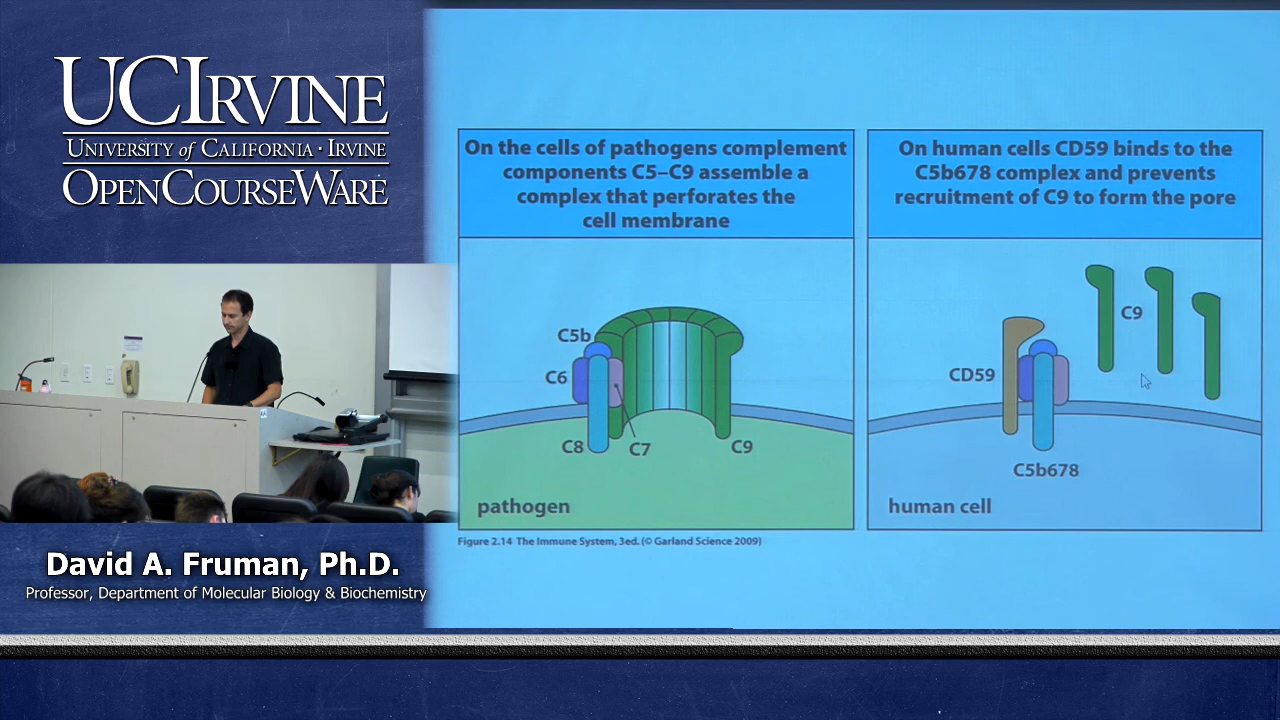 UCIRVINE
UNIVERSITY of CALIFORNIA · IRVINE
OPENCOURSEWARE
David A. Fruman, Ph.D.
Professor, Department of Molecular Biology & Biochemistry
On the cells of pathogens complement
components C5–C9 assemble a
complex that perforates the
cell membrane
C5b
C6
C8
C7
C9
pathogen
On human cells CD59 binds to the
C5b678 complex and prevents
recruitment of C9 to form the pore
C9
CD59
C5b678
human cell
Figure 2.14 The Immune System, 3ed. (© Garland Science 2009)